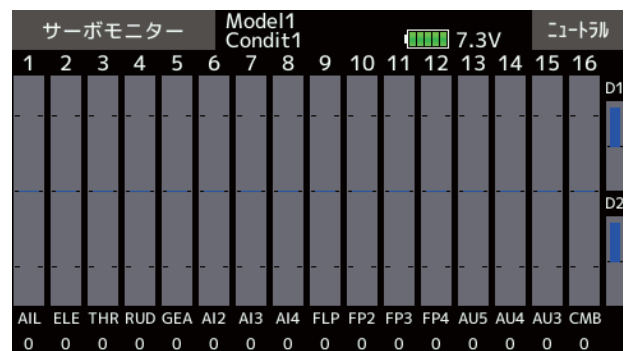 サーボモニター Model1 7.3V ニュートラル
Condit1
1 2 3 4 5 6 7 8 9 10 11 12 13 14 15 16
D1
D2
AIL ELE THR RUD GEA AI2 AI3 AI4 FLP FP2 FP3 FP4 AU5 AU4 AU3 CMB
0 0 0 0 0 0 0 0 0 0 0 0 0 0 0 0